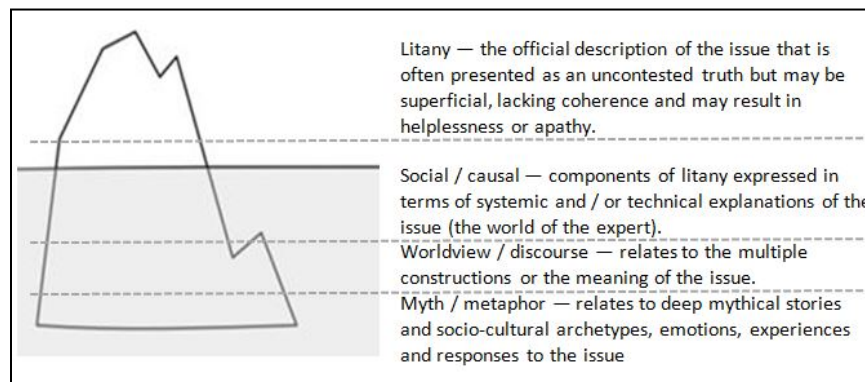 Litany — the official description of the issue that is
often presented as an uncontested truth but may be
superficial, lacking coherence and may result in
helplessness or apathy.
Social / causal — components of litany expressed in
terms of systemic and / or technical explanations of the
issue (the world of the expert).
Worldview / discourse — relates to the multiple
constructions or the meaning of the issue.
Myth / metaphor — relates to deep mythical stories
and socio-cultural archetypes, emotions, experiences
and responses to the issue